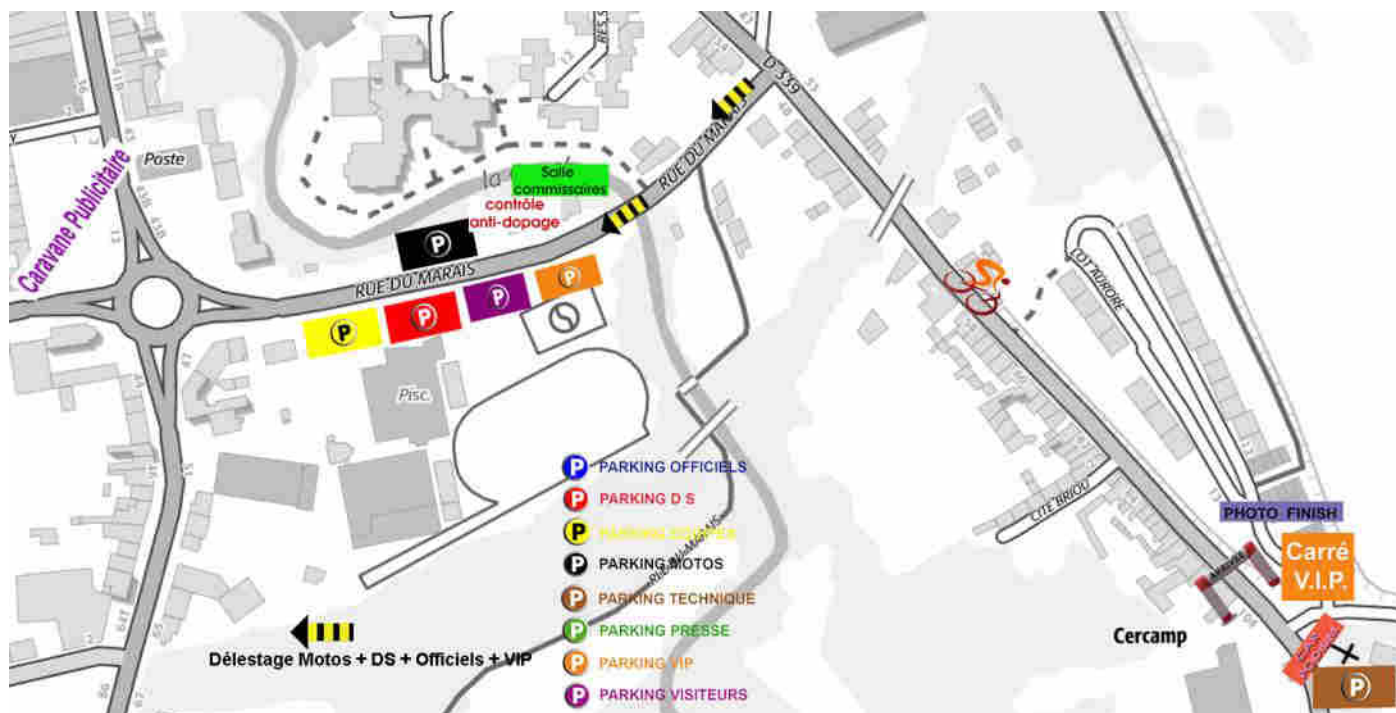 D 339
RUE DU MARAIS
Poste
Caravane Publicitaire
la
Salle
commissaires
contrôle
anti-dopage
P
RUE DU MARAIS
P
P
P
P
Pisc.
CITE BRIOU
P PARKING OFFICIELS
P PARKING D S
P PARKING EQUIPES
P PARKING MOTOS
P PARKING TECHNIQUE
P PARKING PRESSE
P PARKING VIP
P PARKING VISITEURS
PHOTO FINISH
Carré
V.I.P.
ARRIVEE
Cercamp
P
Délestage Motos + DS + Officiels + VIP